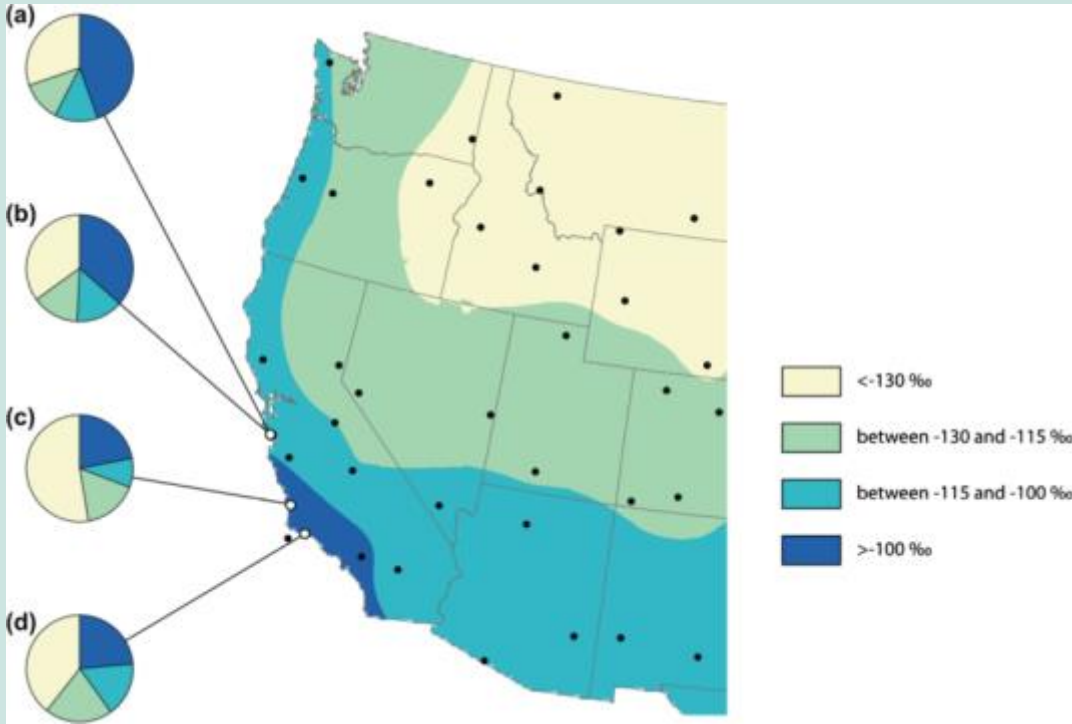 (a)
(b)
(c)
(d)
<-130 ‰
between -130 and -115 ‰
between -115 and -100 ‰
>-100 ‰